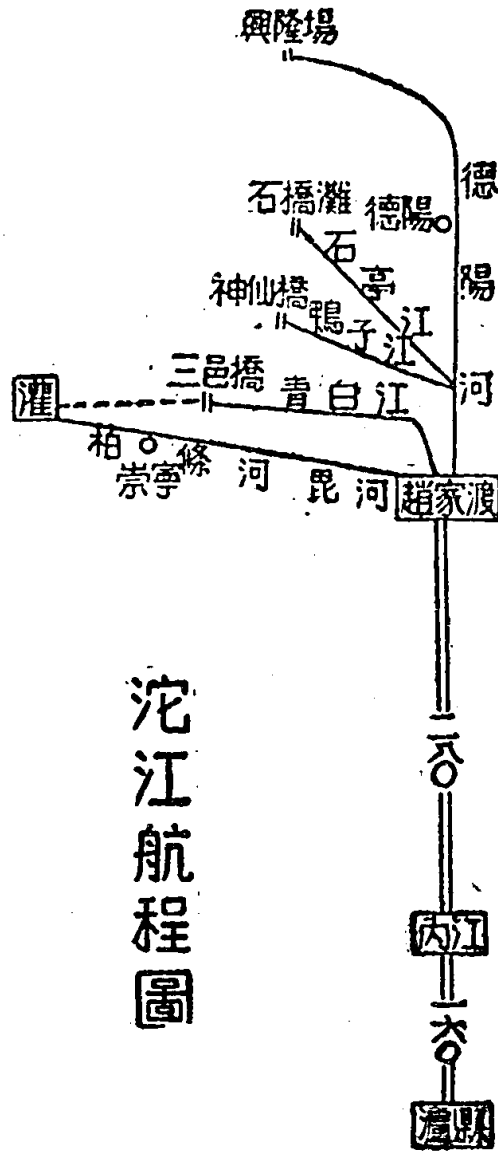 興隆場
德陽河
德陽
石橋灘
石亭江
神仙橋
鴨子江
三邑橋
青白江
灌
柏條河
毘河
崇寧
趙家渡
二八〇
內江
一六〇
瀘縣
沱江航程圖